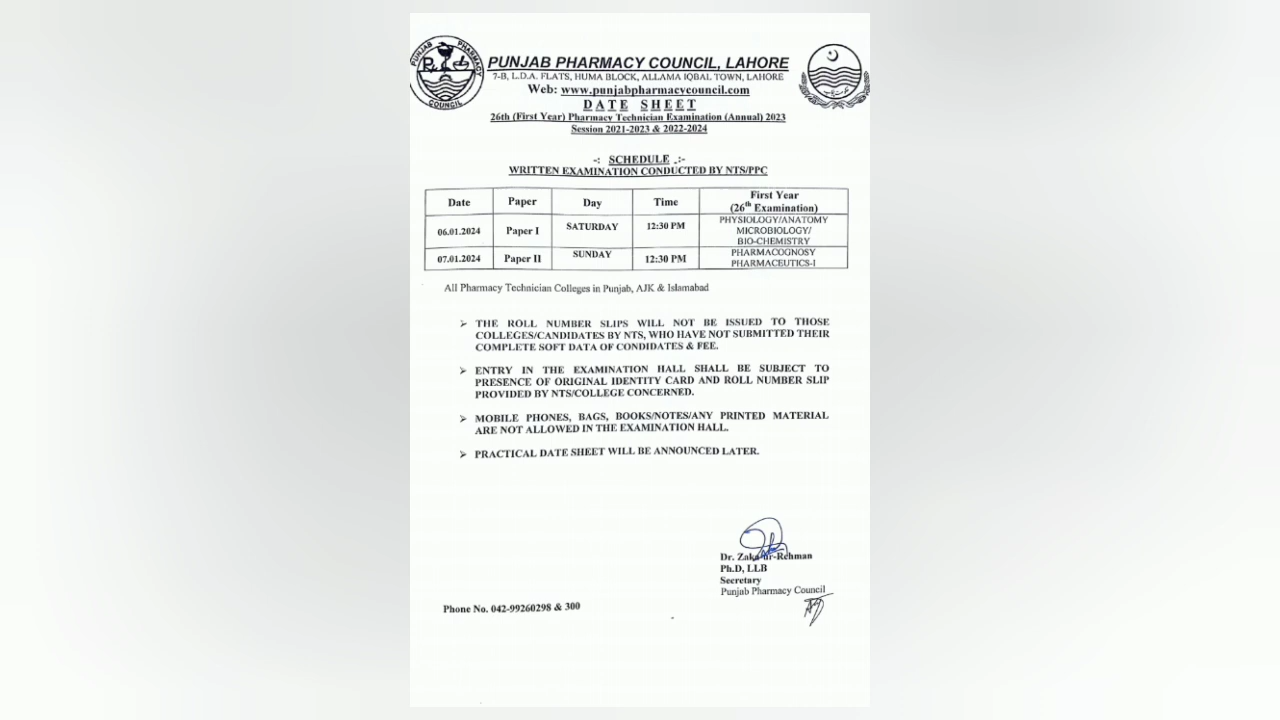 PUNJAB PHARMACY COUNCIL
PUNJAB PHARMACY COUNCIL, LAHORE
7-B, L.D.A. FLATS, HUMA BLOCK, ALLAMA IQBAL TOWN, LAHORE
Web: www.punjabpharmacycouncil.com
DATE SHEET
26th (First Year) Pharmacy Technician Examination (Annual) 2023
Session 2021-2023 & 2022-2024
-: SCHEDULE .:-
WRITTEN EXAMINATION CONDUCTED BY NTS/PPC
Date Paper Day Time First Year
(26th Examination)
06.01.2024 Paper I SATURDAY 12:30 PM PHYSIOLOGY/ANATOMY
MICROBIOLOGY/
BIO-CHEMISTRY
07.01.2024 Paper II SUNDAY 12:30 PM PHARMACOGNOSY
PHARMACEUTICS-I
All Pharmacy Technician Colleges in Punjab, AJK & Islamabad
➢ THE ROLL NUMBER SLIPS WILL NOT BE ISSUED TO THOSE
COLLEGES/CANDIDATES BY NTS, WHO HAVE NOT SUBMITTED THEIR
COMPLETE SOFT DATA OF CONDIDATES & FEE.
➢ ENTRY IN THE EXAMINATION HALL SHALL BE SUBJECT TO
PRESENCE OF ORIGINAL IDENTITY CARD AND ROLL NUMBER SLIP
PROVIDED BY NTS/COLLEGE CONCERNED.
➢ MOBILE PHONES, BAGS, BOOKS/NOTES/ANY PRINTED MATERIAL
ARE NOT ALLOWED IN THE EXAMINATION HALL.
➢ PRACTICAL DATE SHEET WILL BE ANNOUNCED LATER.
Dr. Zaka-ur-Rehman
Ph.D, LLB
Secretary
Punjab Pharmacy Council
Phone No. 042-99260298 & 300